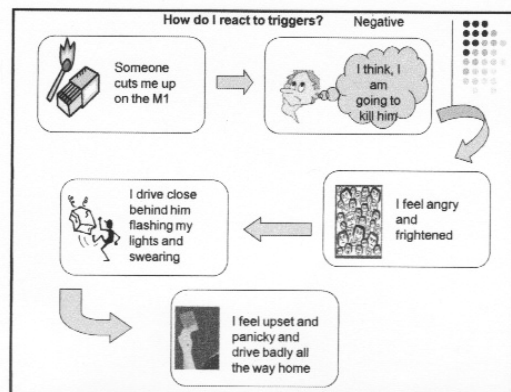 How do I react to triggers? Negative
Someone
cuts me up
on the M1
I think, I
am
going to
kill him
I feel angry
and
frightened
I drive close
behind him
flashing my
lights and
swearing
I feel upset and
panicky and
drive badly all
the way home